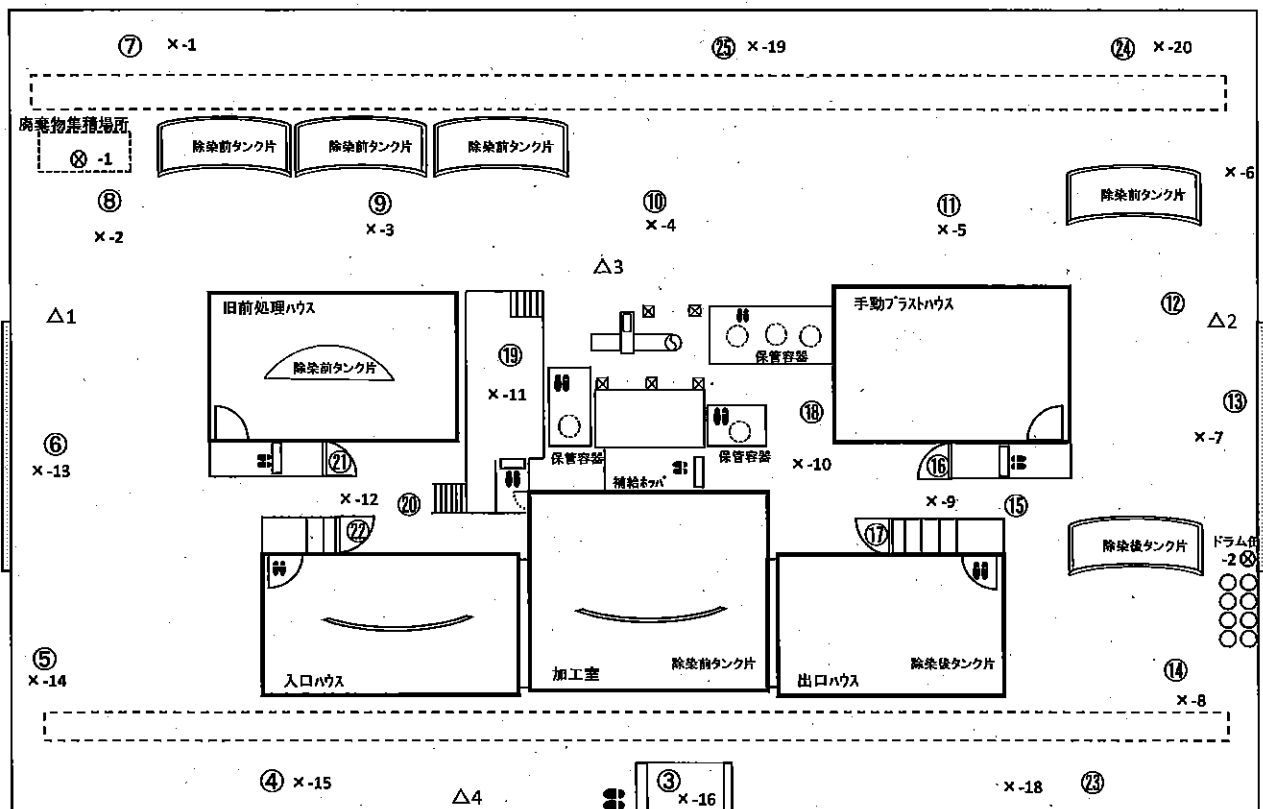 ⑦ ×-1 ㉕ ×-19 ㉔ ×-20
廃棄物集積場所
⊗ -1
除染前タンク片 除染前タンク片 除染前タンク片
除染前タンク片
×-6
⑧ ⑨ ⑩ ⑪
×-2 ×-3 ×-4 ×-5
△3
△1
旧前処理ハウス
除染前タンク片
⑲
×-11
保管容器
手動ブラストハウス
⑫
△2
⑱
⑬
×-7
⑥
×-13
㉑
保管容器
保管容器
×-10
⑯
補給ホッパ
×-12 ⑳
㉒
×-9 ⑮
⑰
除染後タンク片
ドラム缶
-2 ⊗
⑤
×-14
入口ハウス
加工室
除染前タンク片
出口ハウス
除染後タンク片
⑭
×-8
④ ×-15
△4
③
×-16
×-18 ㉓